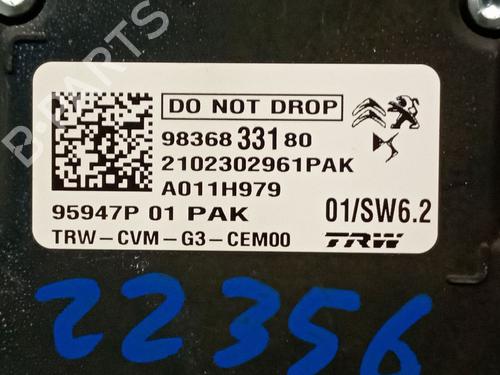 DO NOT DROP
98368 331 80
2102302961PAK
A011H979
95947P 01 PAK
01/SW6.2
TRW-CVM-G3-CEM00
TRW
22356
B-PARTS